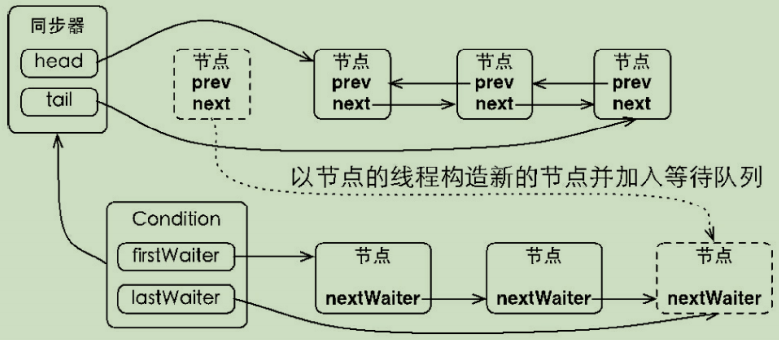 同步器
head
tail
节点
prev
next
节点
prev
next
节点
prev
next
节点
prev
next
以节点的线程构造新的节点并加入等待队列
Condition
firstWaiter
lastWaiter
节点
nextWaiter
节点
nextWaiter
节点
nextWaiter